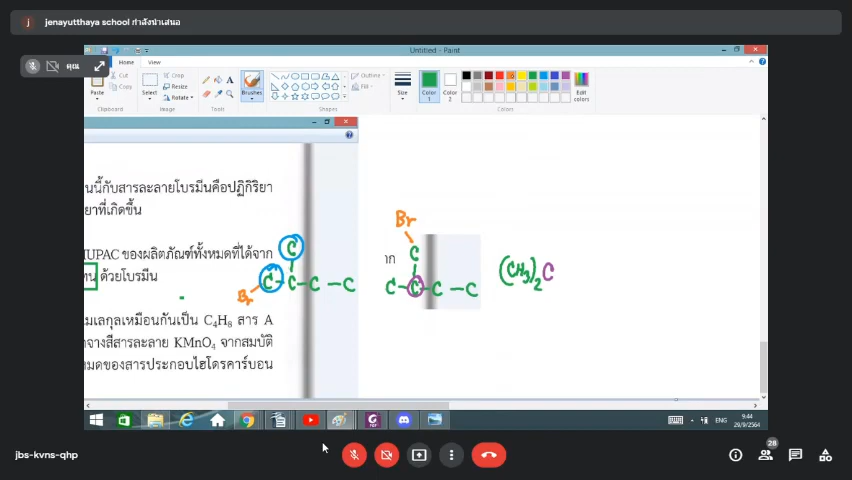 j jenayutthaya school กำลังนำเสนอ
Untitled - Paint
คุณ
Home View
Cut
Copy
Paste
Clipboard
Select
Crop
Resize
Rotate
Image
A
Tools
Brushes
Shapes
Outline
Fill
Size
Color 1
Color 2
Edit colors
Colors
นนี้กับสารละลายโบรมีนคือปฏิกิริยา
ยาที่เกิดขึ้น
IUPAC ของผลิตภัณฑ์ทั้งหมดที่ได้จาก
ทน ด้วยโบรมีน
มเลกุลเหมือนกันเป็น C₄H₈ สาร A
กจางสีสารละลาย KMnO₄ จากสมบัติ
หมดของสารประกอบไฮโดรคาร์บอน
C
C - C - C - C
Br
Br
C
าก
C - C - C - C
(CH₃)₂C
ENG
9:44
29/9/2564
jbs-kvns-qhp
28